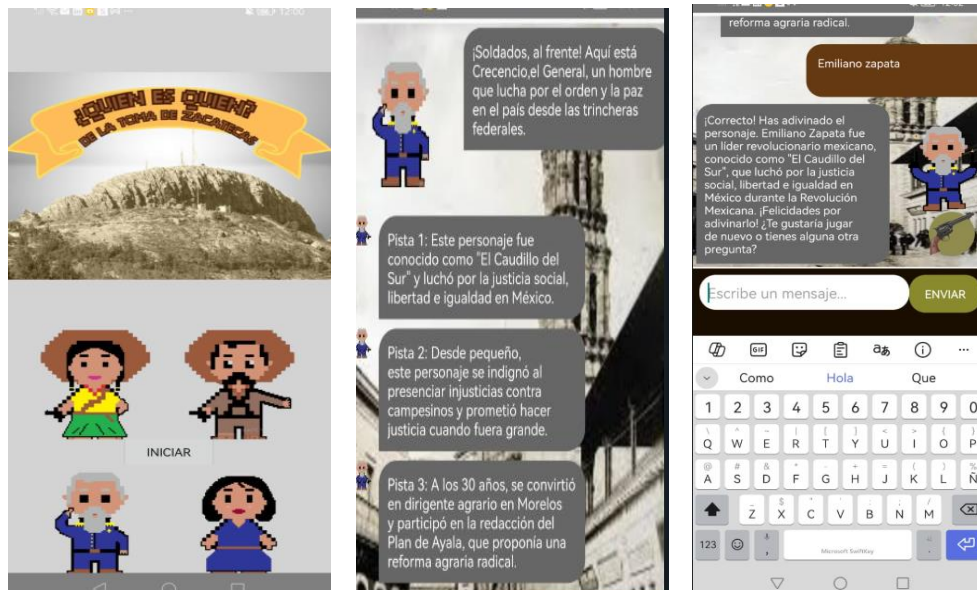 12:00
¿QUIEN ES QUIEN?
DE LA TOMA DE ZACATECAS
INICIAR
¡Soldados, al frente! Aquí está
Crecencio,el General, un hombre
que lucha por el orden y la paz
en el país desde las trincheras
federales.
Pista 1: Este personaje fue
conocido como "El Caudillo del
Sur" y luchó por la justicia social,
libertad e igualdad en México.
Pista 2: Desde pequeño,
este personaje se indignó al
presenciar injusticias contra
campesinos y prometió hacer
justicia cuando fuera grande.
Pista 3: A los 30 años, se convirtió
en dirigente agrario en Morelos
y participó en la redacción del
Plan de Ayala, que proponía una
reforma agraria radical.
reforma agraria radical.
Emiliano zapata
¡Correcto! Has adivinado el
personaje. Emiliano Zapata fue
un líder revolucionario mexicano,
conocido como "El Caudillo del
Sur", que luchó por la justicia
social, libertad e igualdad en
México durante la Revolución
Mexicana. ¡Felicidades por
adivinarlo! ¿Te gustaría jugar
de nuevo o tienes alguna otra
pregunta?
Escribe un mensaje...
ENVIAR
GIF
Como Hola Que
1 2 3 4 5 6 7 8 9 0
Q W E R T Y U I O P
A S D F G H J K L Ñ
Z X C V B N M
123
Microsoft SwiftKey